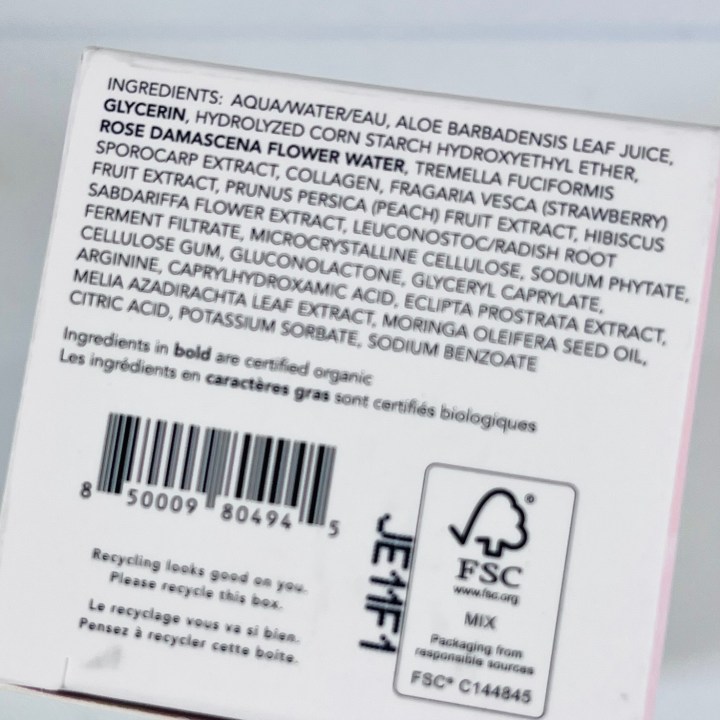 INGREDIENTS: AQUA/WATER/EAU, ALOE BARBADENSIS LEAF JUICE,
GLYCERIN, HYDROLYZED CORN STARCH HYDROXYETHYL ETHER,
ROSE DAMASCENA FLOWER WATER, TREMELLA FUCIFORMIS
SPOROCARP EXTRACT, COLLAGEN, FRAGARIA VESCA (STRAWBERRY)
FRUIT EXTRACT, PRUNUS PERSICA (PEACH) FRUIT EXTRACT, HIBISCUS
SABDARIFFA FLOWER EXTRACT, LEUCONOSTOC/RADISH ROOT
FERMENT FILTRATE, MICROCRYSTALLINE CELLULOSE, SODIUM PHYTATE,
CELLULOSE GUM, GLUCONOLACTONE, GLYCERYL CAPRYLATE,
ARGININE, CAPRYLHYDROXAMIC ACID, ECLIPTA PROSTRATA EXTRACT,
MELIA AZADIRACHTA LEAF EXTRACT, MORINGA OLEIFERA SEED OIL,
CITRIC ACID, POTASSIUM SORBATE, SODIUM BENZOATE
Ingredients in bold are certified organic
Les ingrédients en caractères gras sont certifiés biologiques
8 50009 80494 5
Recycling looks good on you.
Please recycle this box.
Le recyclage vous va si bien.
Pensez à recycler cette boîte.
JE11F1
FSC
www.fsc.org
MIX
Packaging from
responsible sources
FSC® C144845